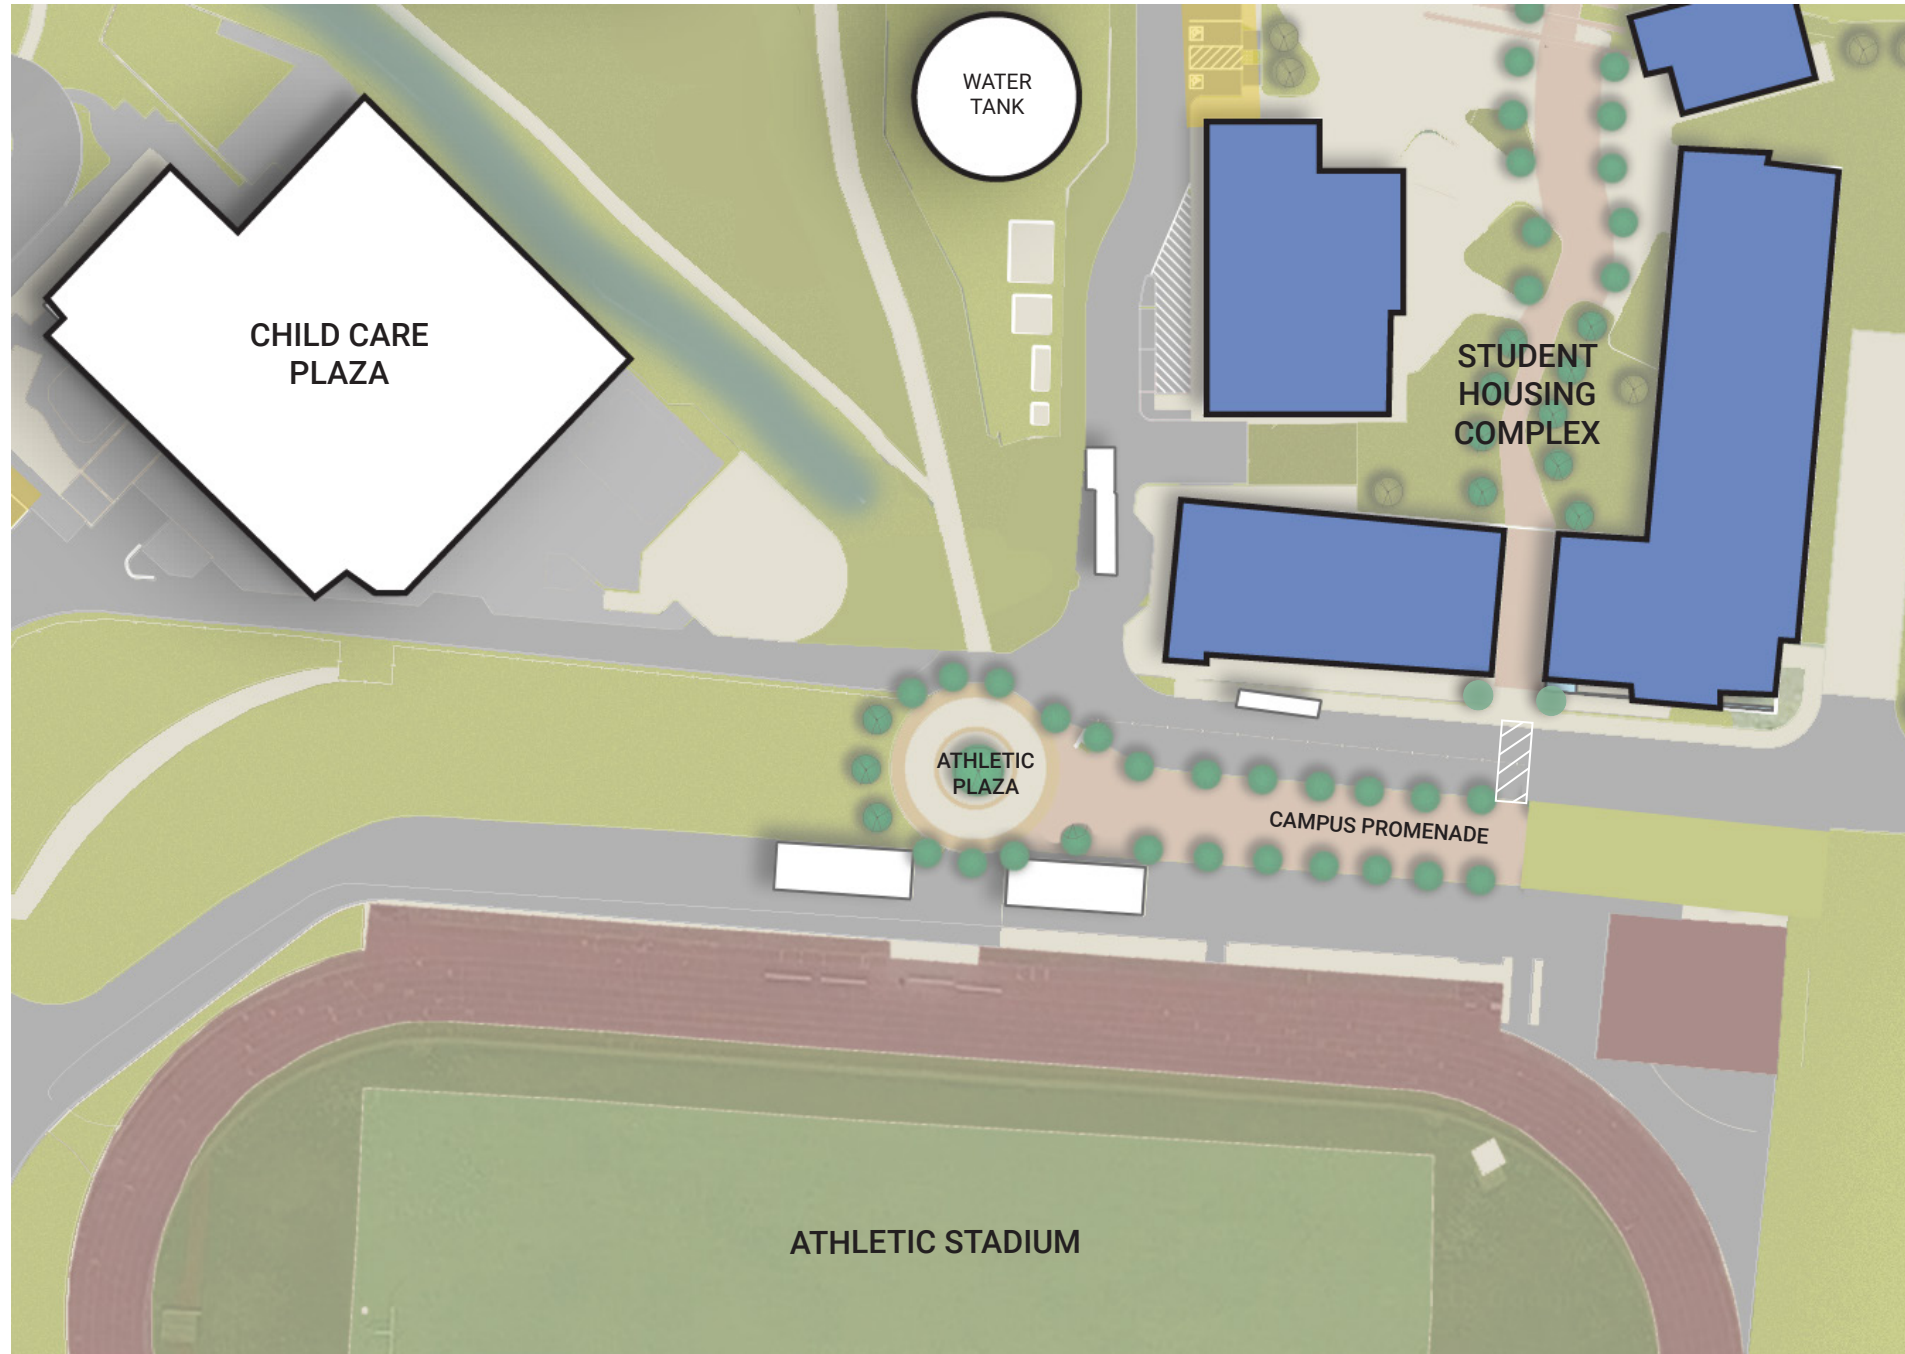 WATER
TANK
CHILD CARE
PLAZA
STUDENT
HOUSING
COMPLEX
ATHLETIC
PLAZA
CAMPUS PROMENADE
ATHLETIC STADIUM